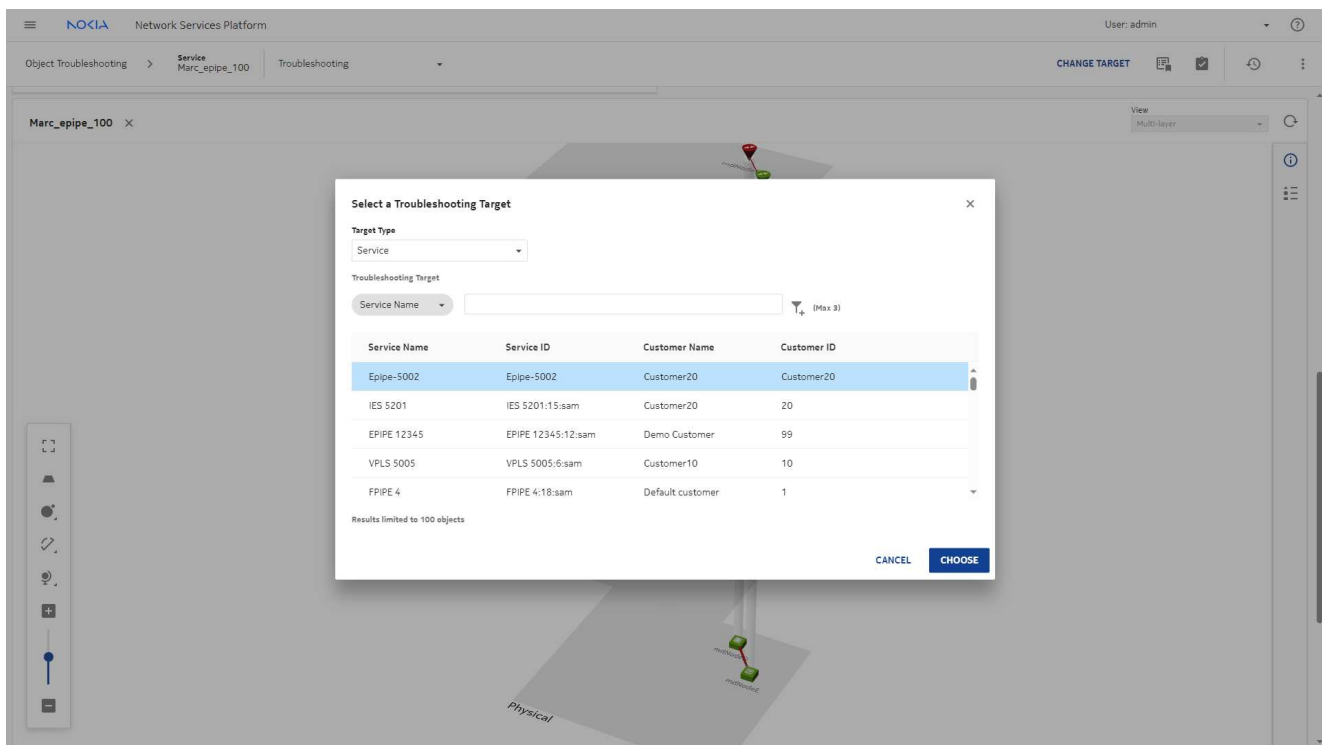 NOKIA Network Services Platform User: admin
Object Troubleshooting > Service Marc_epipe_100 Troubleshooting CHANGE TARGET
Marc_epipe_100 View Multi-layer
Select a Troubleshooting Target
Target Type
Service
Troubleshooting Target
Service Name (Max 3)
Service Name Service ID Customer Name Customer ID
Epipe-5002 Epipe-5002 Customer20 Customer20
IES 5201 IES 5201:15:sam Customer20 20
EPIPE 12345 EPIPE 12345:12:sam Demo Customer 99
VPLS 5005 VPLS 5005:6:sam Customer10 10
FPIPE 4 FPIPE 4:18:sam Default customer 1
Results limited to 100 objects
CANCEL CHOOSE
Physical